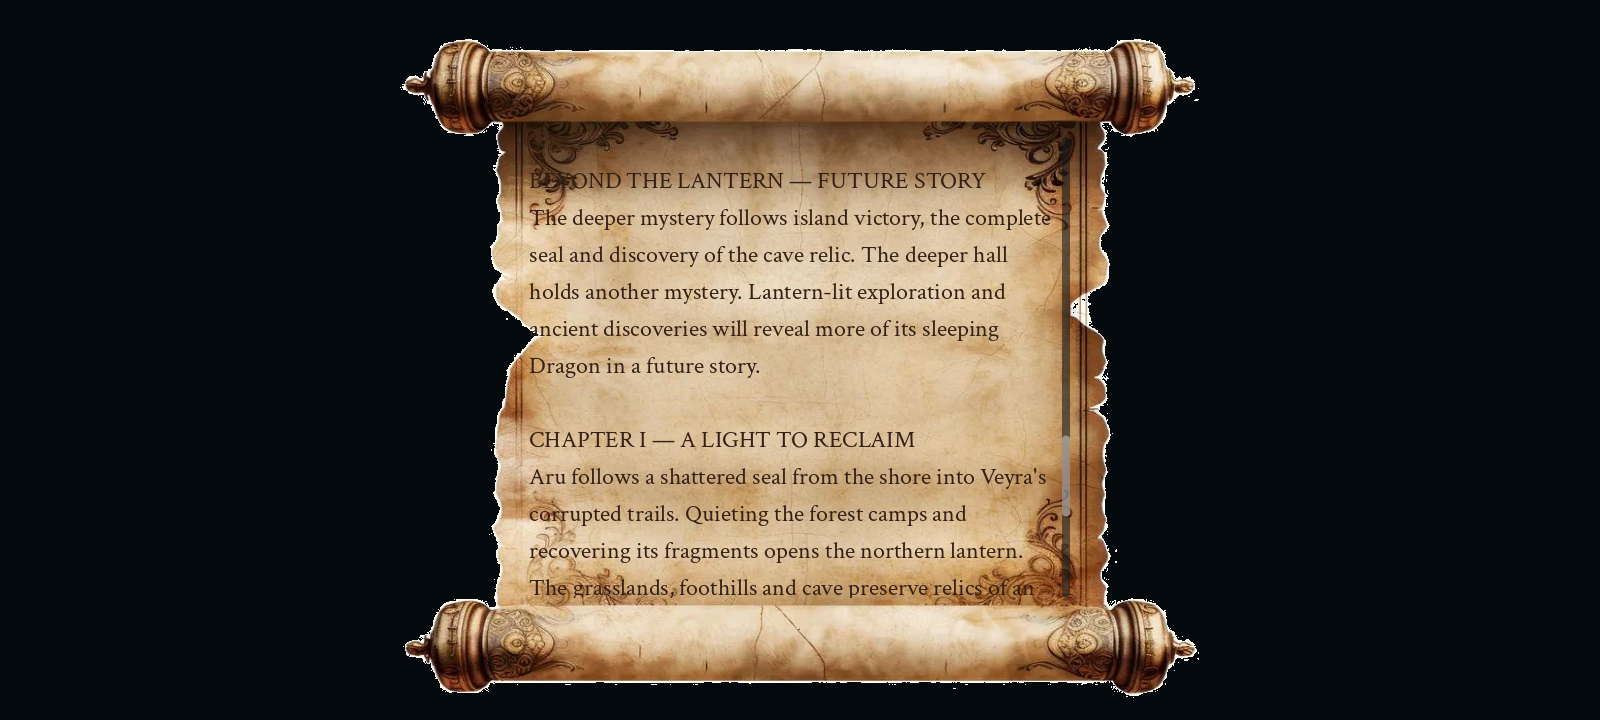 BEYOND THE LANTERN — FUTURE STORY
The deeper mystery follows island victory, the complete
seal and discovery of the cave relic. The deeper hall
holds another mystery. Lantern-lit exploration and
ancient discoveries will reveal more of its sleeping
Dragon in a future story.
CHAPTER I — A LIGHT TO RECLAIM
Aru follows a shattered seal from the shore into Veyra's
corrupted trails. Quieting the forest camps and
recovering its fragments opens the northern lantern.
The grasslands, foothills and cave preserve relics of an